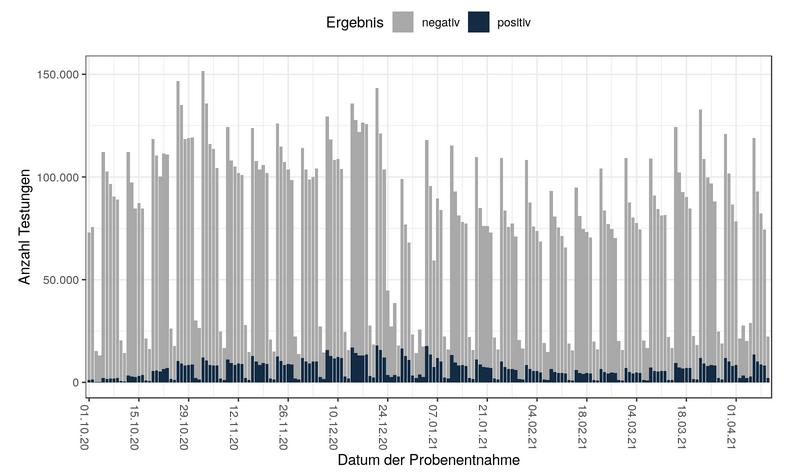 Ergebnis negativ positiv
Anzahl Testungen
150.000
100.000
50.000
0
01.10.20 15.10.20 29.10.20 12.11.20 26.11.20 10.12.20 24.12.20 07.01.21 21.01.21 04.02.21 18.02.21 04.03.21 18.03.21 01.04.21
Datum der Probenentnahme